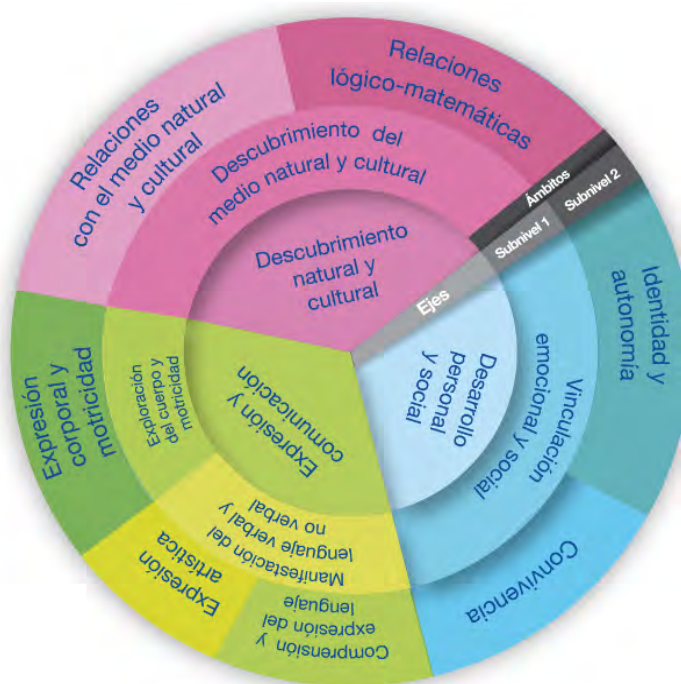 Relaciones
lógico-matemáticas
Relaciones
con el medio natural
y cultural
Descubrimiento del
medio natural y cultural
Descubrimiento
natural y
cultural
Ámbitos
Subnivel 1
Subnivel 2
Ejes
Identidad y
autonomía
Vinculación
emocional y social
Desarrollo
personal
y social
Convivencia
Expresión y
comunicación
Exploración
del cuerpo y
motricidad
Expresión
corporal y
motricidad
Manifestación del
lenguaje verbal y
no verbal
Expresión
artística
Comprensión y
expresión del
lenguaje